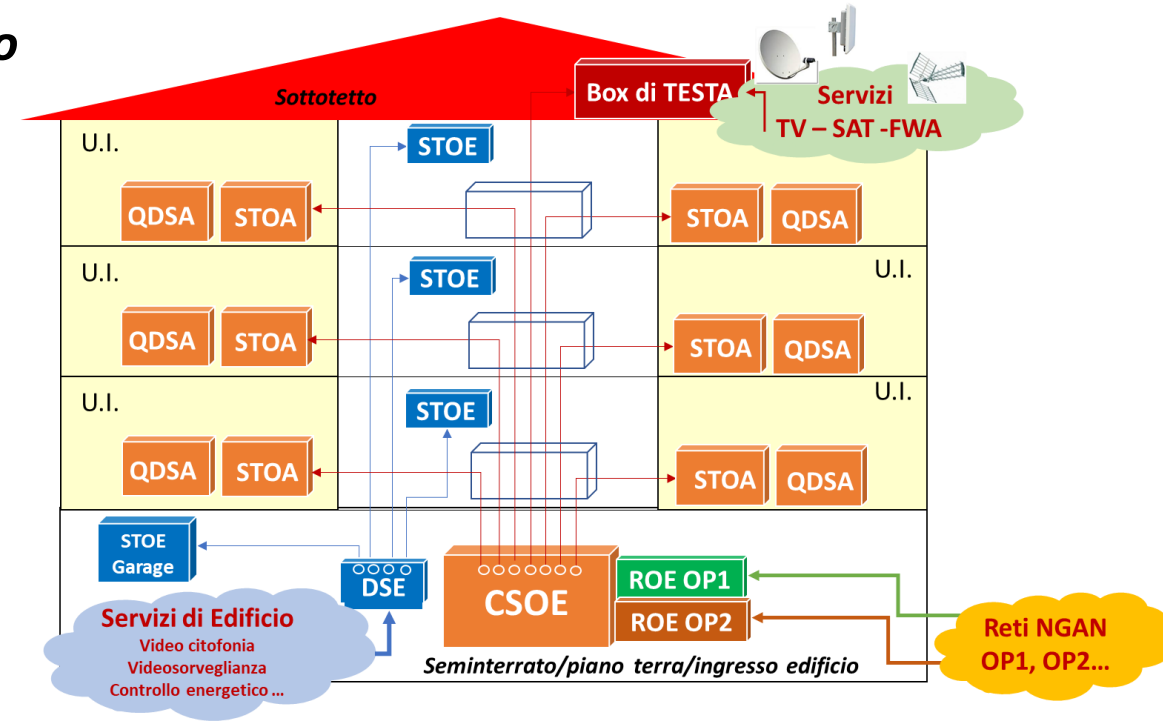 o
Sottotetto
Box di TESTA
Servizi
TV – SAT -FWA
U.I.
STOE
QDSA
STOA
STOA
QDSA
U.I.
STOE
U.I.
QDSA
STOA
STOA
QDSA
U.I.
STOE
U.I.
QDSA
STOA
STOA
QDSA
STOE
Garage
DSE
CSOE
ROE OP1
ROE OP2
Servizi di Edificio
Video citofonia
Videosorveglianza
Controllo energetico ...
Seminterrato/piano terra/ingresso edificio
Reti NGAN
OP1, OP2...